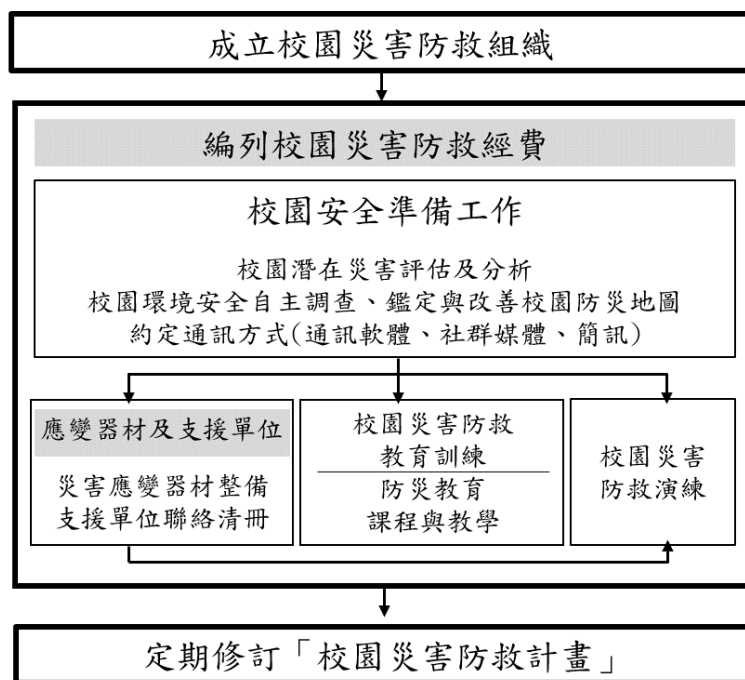 成立校園災害防救組織
編列校園災害防救經費
校園安全準備工作
校園潛在災害評估及分析
校園環境安全自主調查、鑑定與改善校園防災地圖
約定通訊方式(通訊軟體、社群媒體、簡訊)
應變器材及支援單位
災害應變器材整備
支援單位聯絡清冊
校園災害防救
教育訓練
防災教育
課程與教學
校園災害
防救演練
定期修訂「校園災害防救計畫」